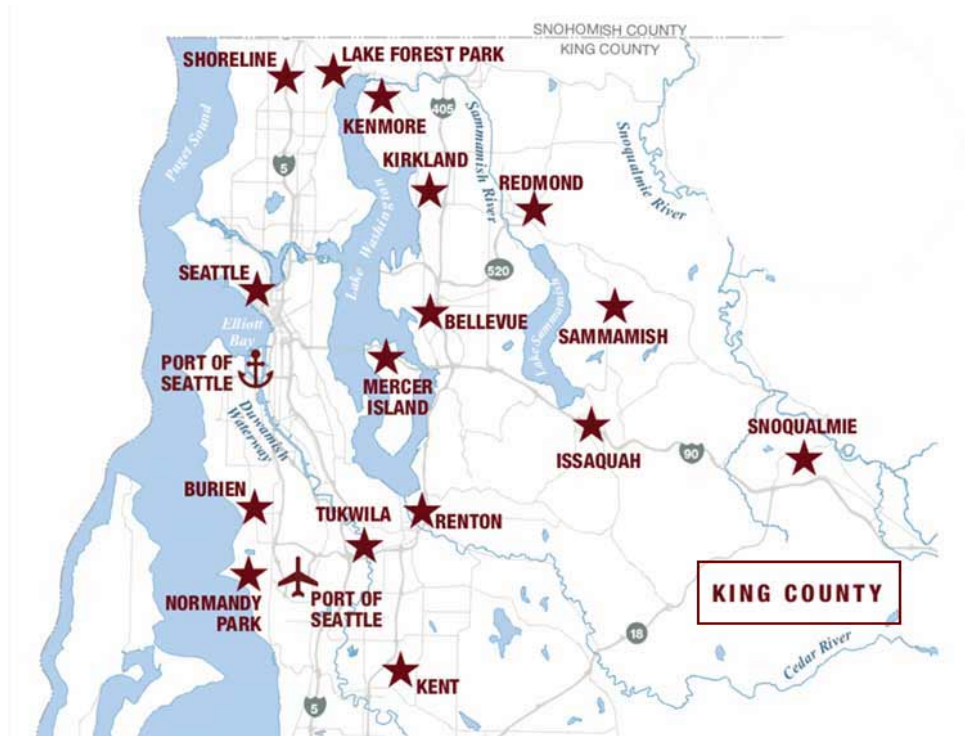 SNOHOMISH COUNTY
KING COUNTY
SHORELINE
LAKE FOREST PARK
KENMORE
405
Sammamish River
Snoqualmie River
Puget Sound
5
KIRKLAND
REDMOND
Lake Washington
SEATTLE
520
Elliott
Bay
BELLEVUE
Lake Sammamish
SAMMAMISH
PORT OF
SEATTLE
MERCER
ISLAND
Duwamish
Waterway
ISSAQUAH
90
SNOQUALMIE
BURIEN
TUKWILA
RENTON
NORMANDY
PARK
PORT OF
SEATTLE
KING COUNTY
18
Cedar River
KENT
5